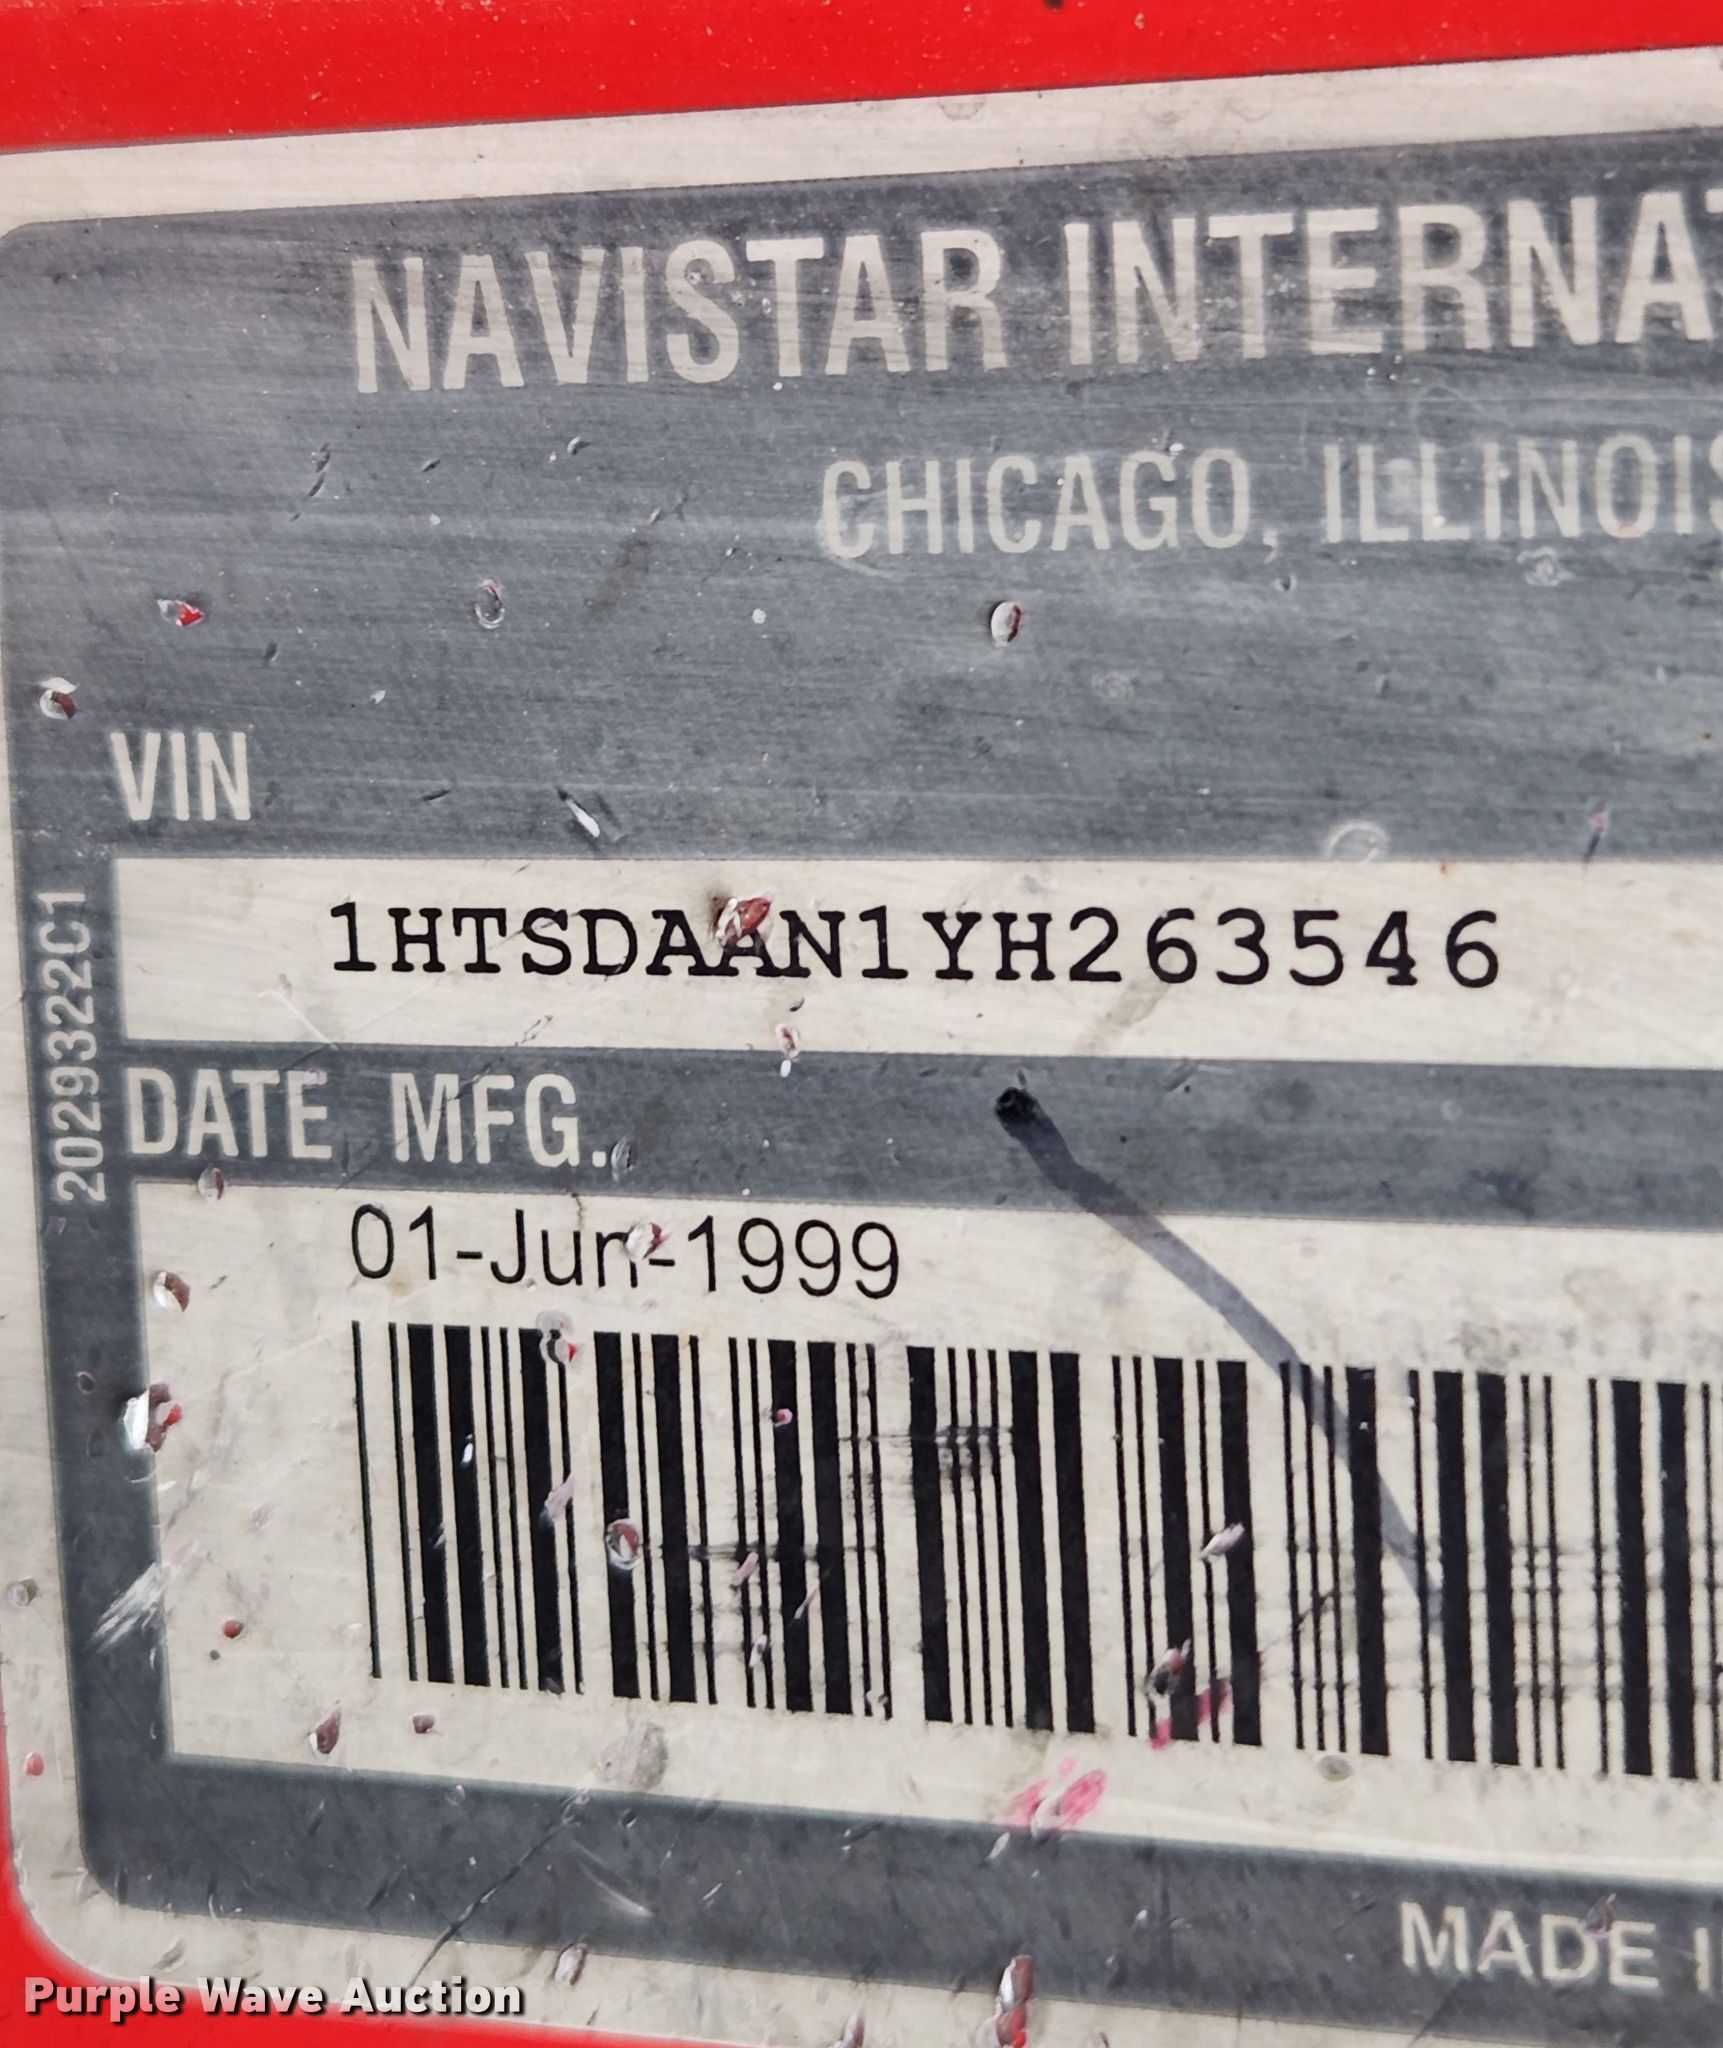 NAVISTAR INTERNAT
CHICAGO, ILLINOIS
VIN
1HTSDAAN1YH263546
2029322C1
DATE MFG.
01-Jun-1999
MADE I
Purple Wave Auction